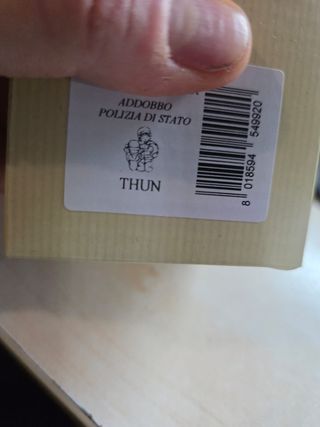 ADDOBBO
POLIZIA DI STATO
THUN
8 018594 549920